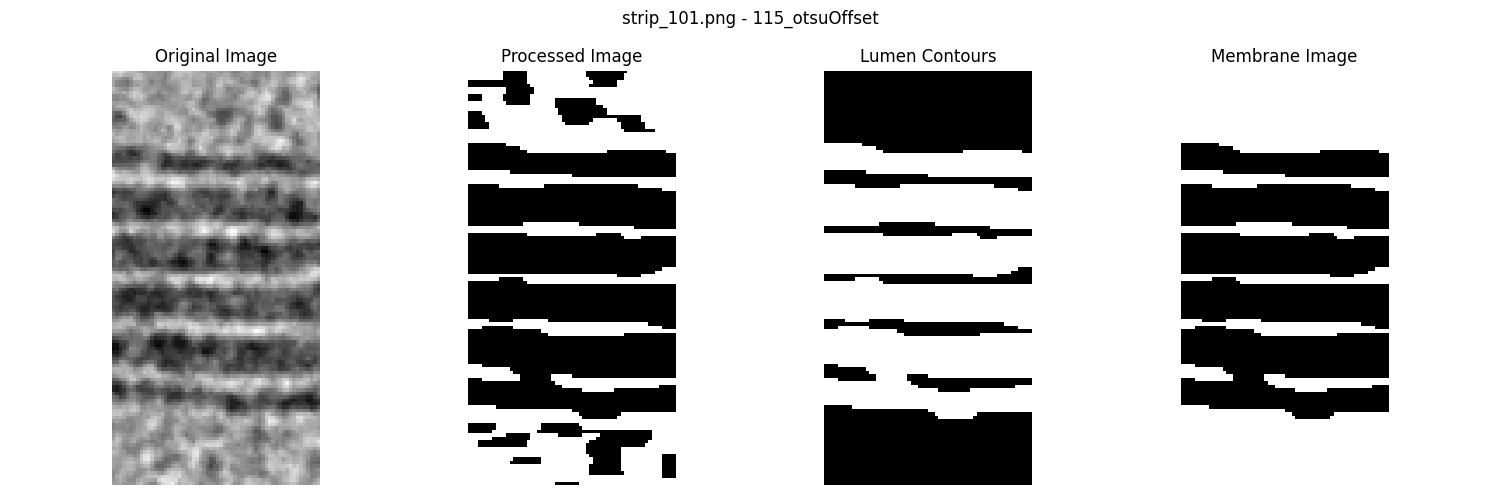 strip_101.png - 115_otsuOffset
Original Image
Processed Image
Lumen Contours
Membrane Image